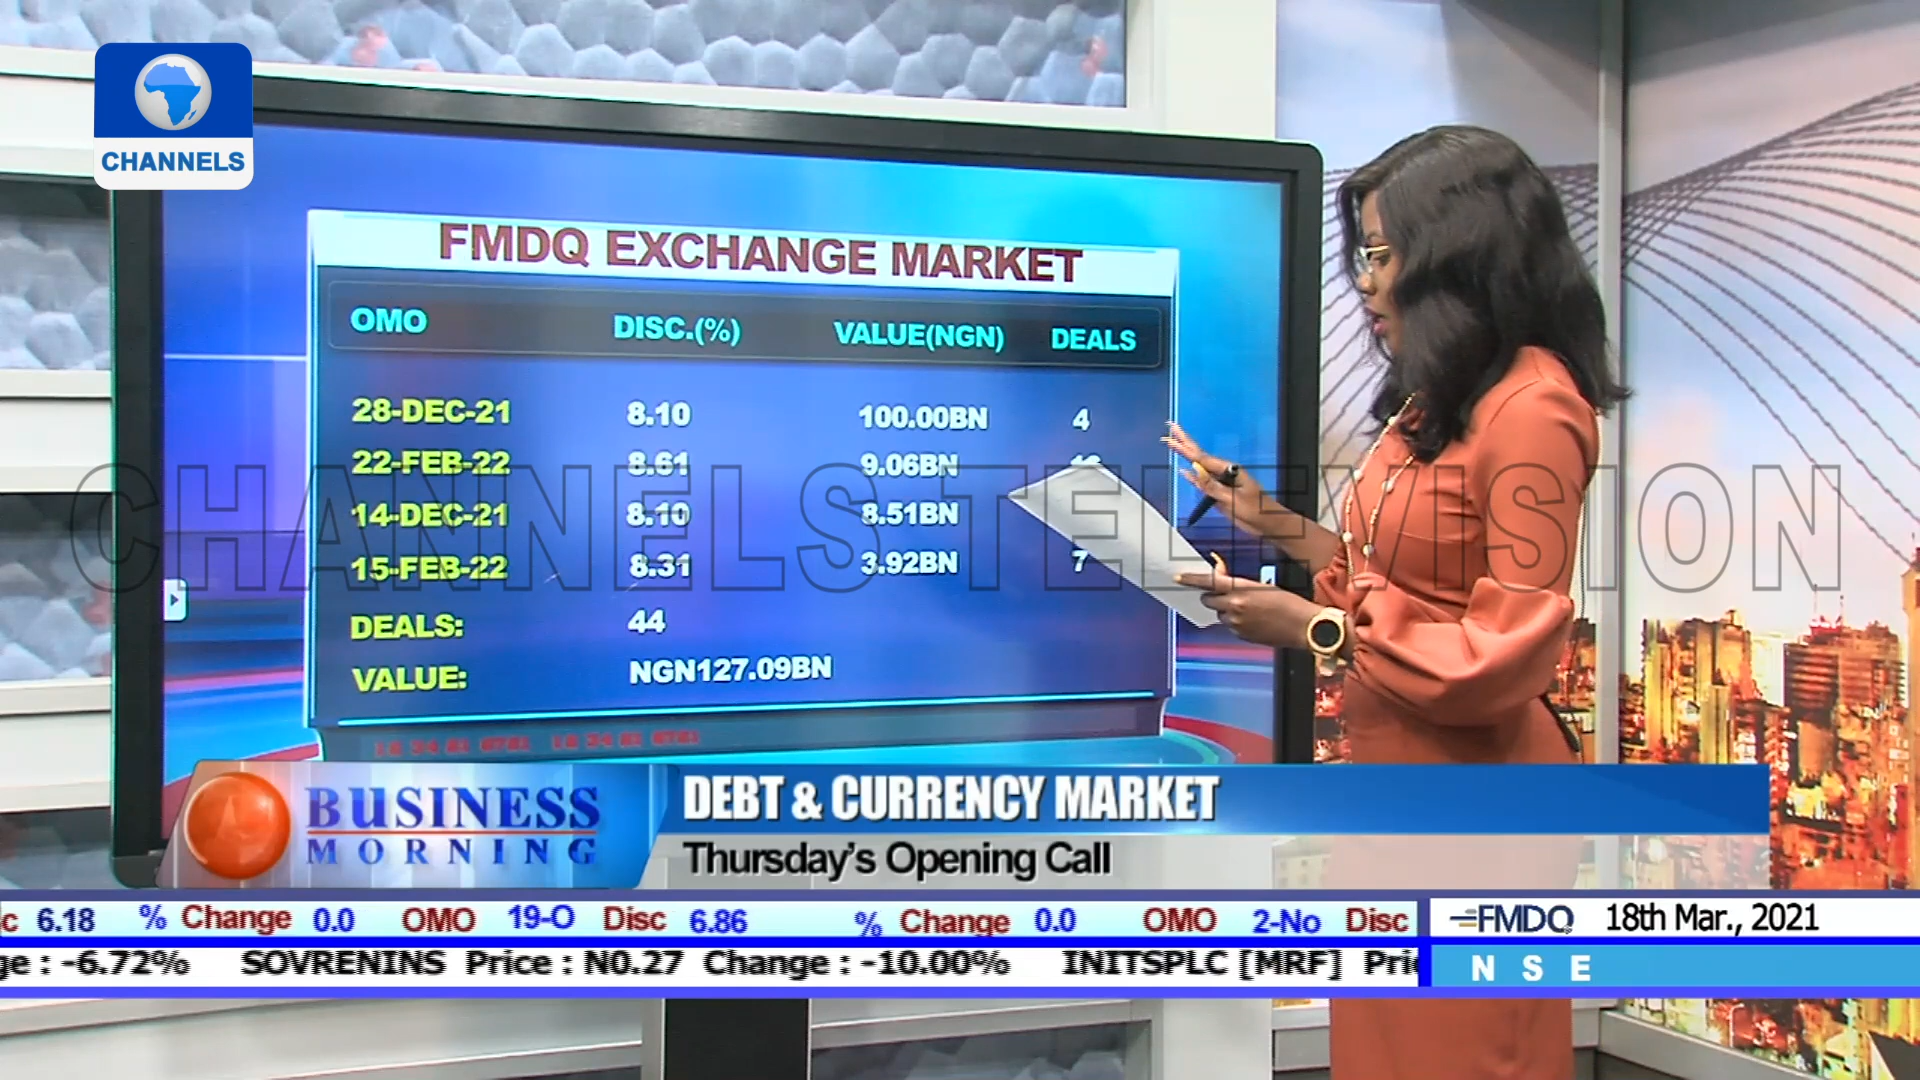 CHANNELS
FMDQ EXCHANGE MARKET
OMO DISC.(%) VALUE(NGN) DEALS
28-DEC-21 8.10 100.00BN 4
22-FEB-22 8.61 9.06BN
14-DEC-21 8.10 8.51BN
15-FEB-22 8.31 3.92BN 7
DEALS: 44
VALUE: NGN127.09BN
CHANNELS TELEVISION
BUSINESS
MORNING
DEBT & CURRENCY MARKET
Thursday's Opening Call
6.18 % Change 0.0 OMO 19-O Disc 6.86 % Change 0.0 OMO 2-No Disc
FMDQ 18th Mar., 2021
: -6.72% SOVRENINS Price : N0.27 Change : -10.00% INITSPLC [MRF]
NSE